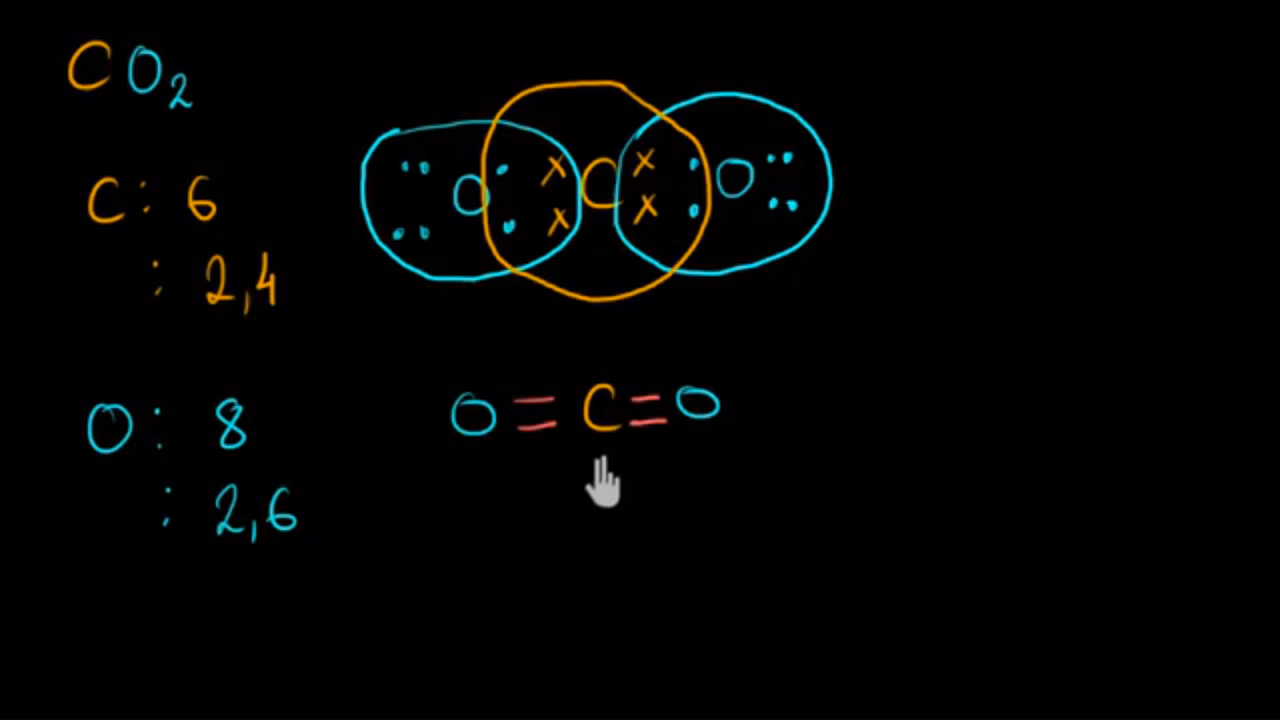 CO₂
C: 6
: 2,4
O: 8
: 2,6
O C O
O=C=O